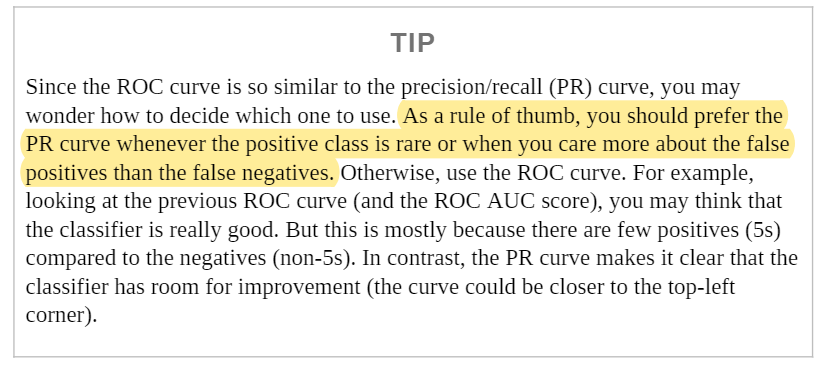 TIP
Since the ROC curve is so similar to the precision/recall (PR) curve, you may
wonder how to decide which one to use. As a rule of thumb, you should prefer the
PR curve whenever the positive class is rare or when you care more about the false
positives than the false negatives. Otherwise, use the ROC curve. For example,
looking at the previous ROC curve (and the ROC AUC score), you may think that
the classifier is really good. But this is mostly because there are few positives (5s)
compared to the negatives (non-5s). In contrast, the PR curve makes it clear that the
classifier has room for improvement (the curve could be closer to the top-left
corner).